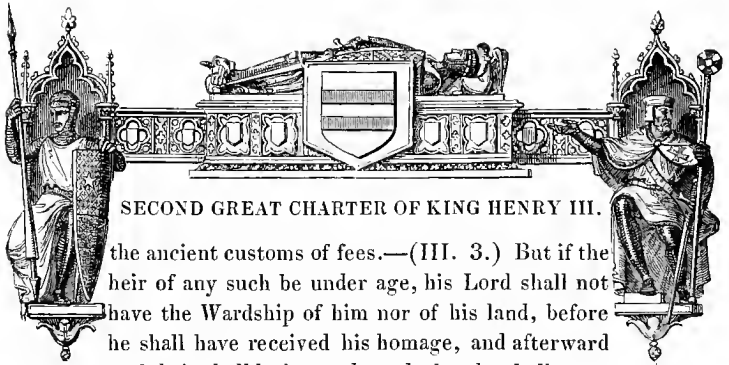 SECOND GREAT CHARTER OF KING HENRY III.
the ancient customs of fees.—(III. 3.) But if the
heir of any such be under age, his Lord shall not
have the Wardship of him nor of his land, before
he shall have received his homage, and afterward